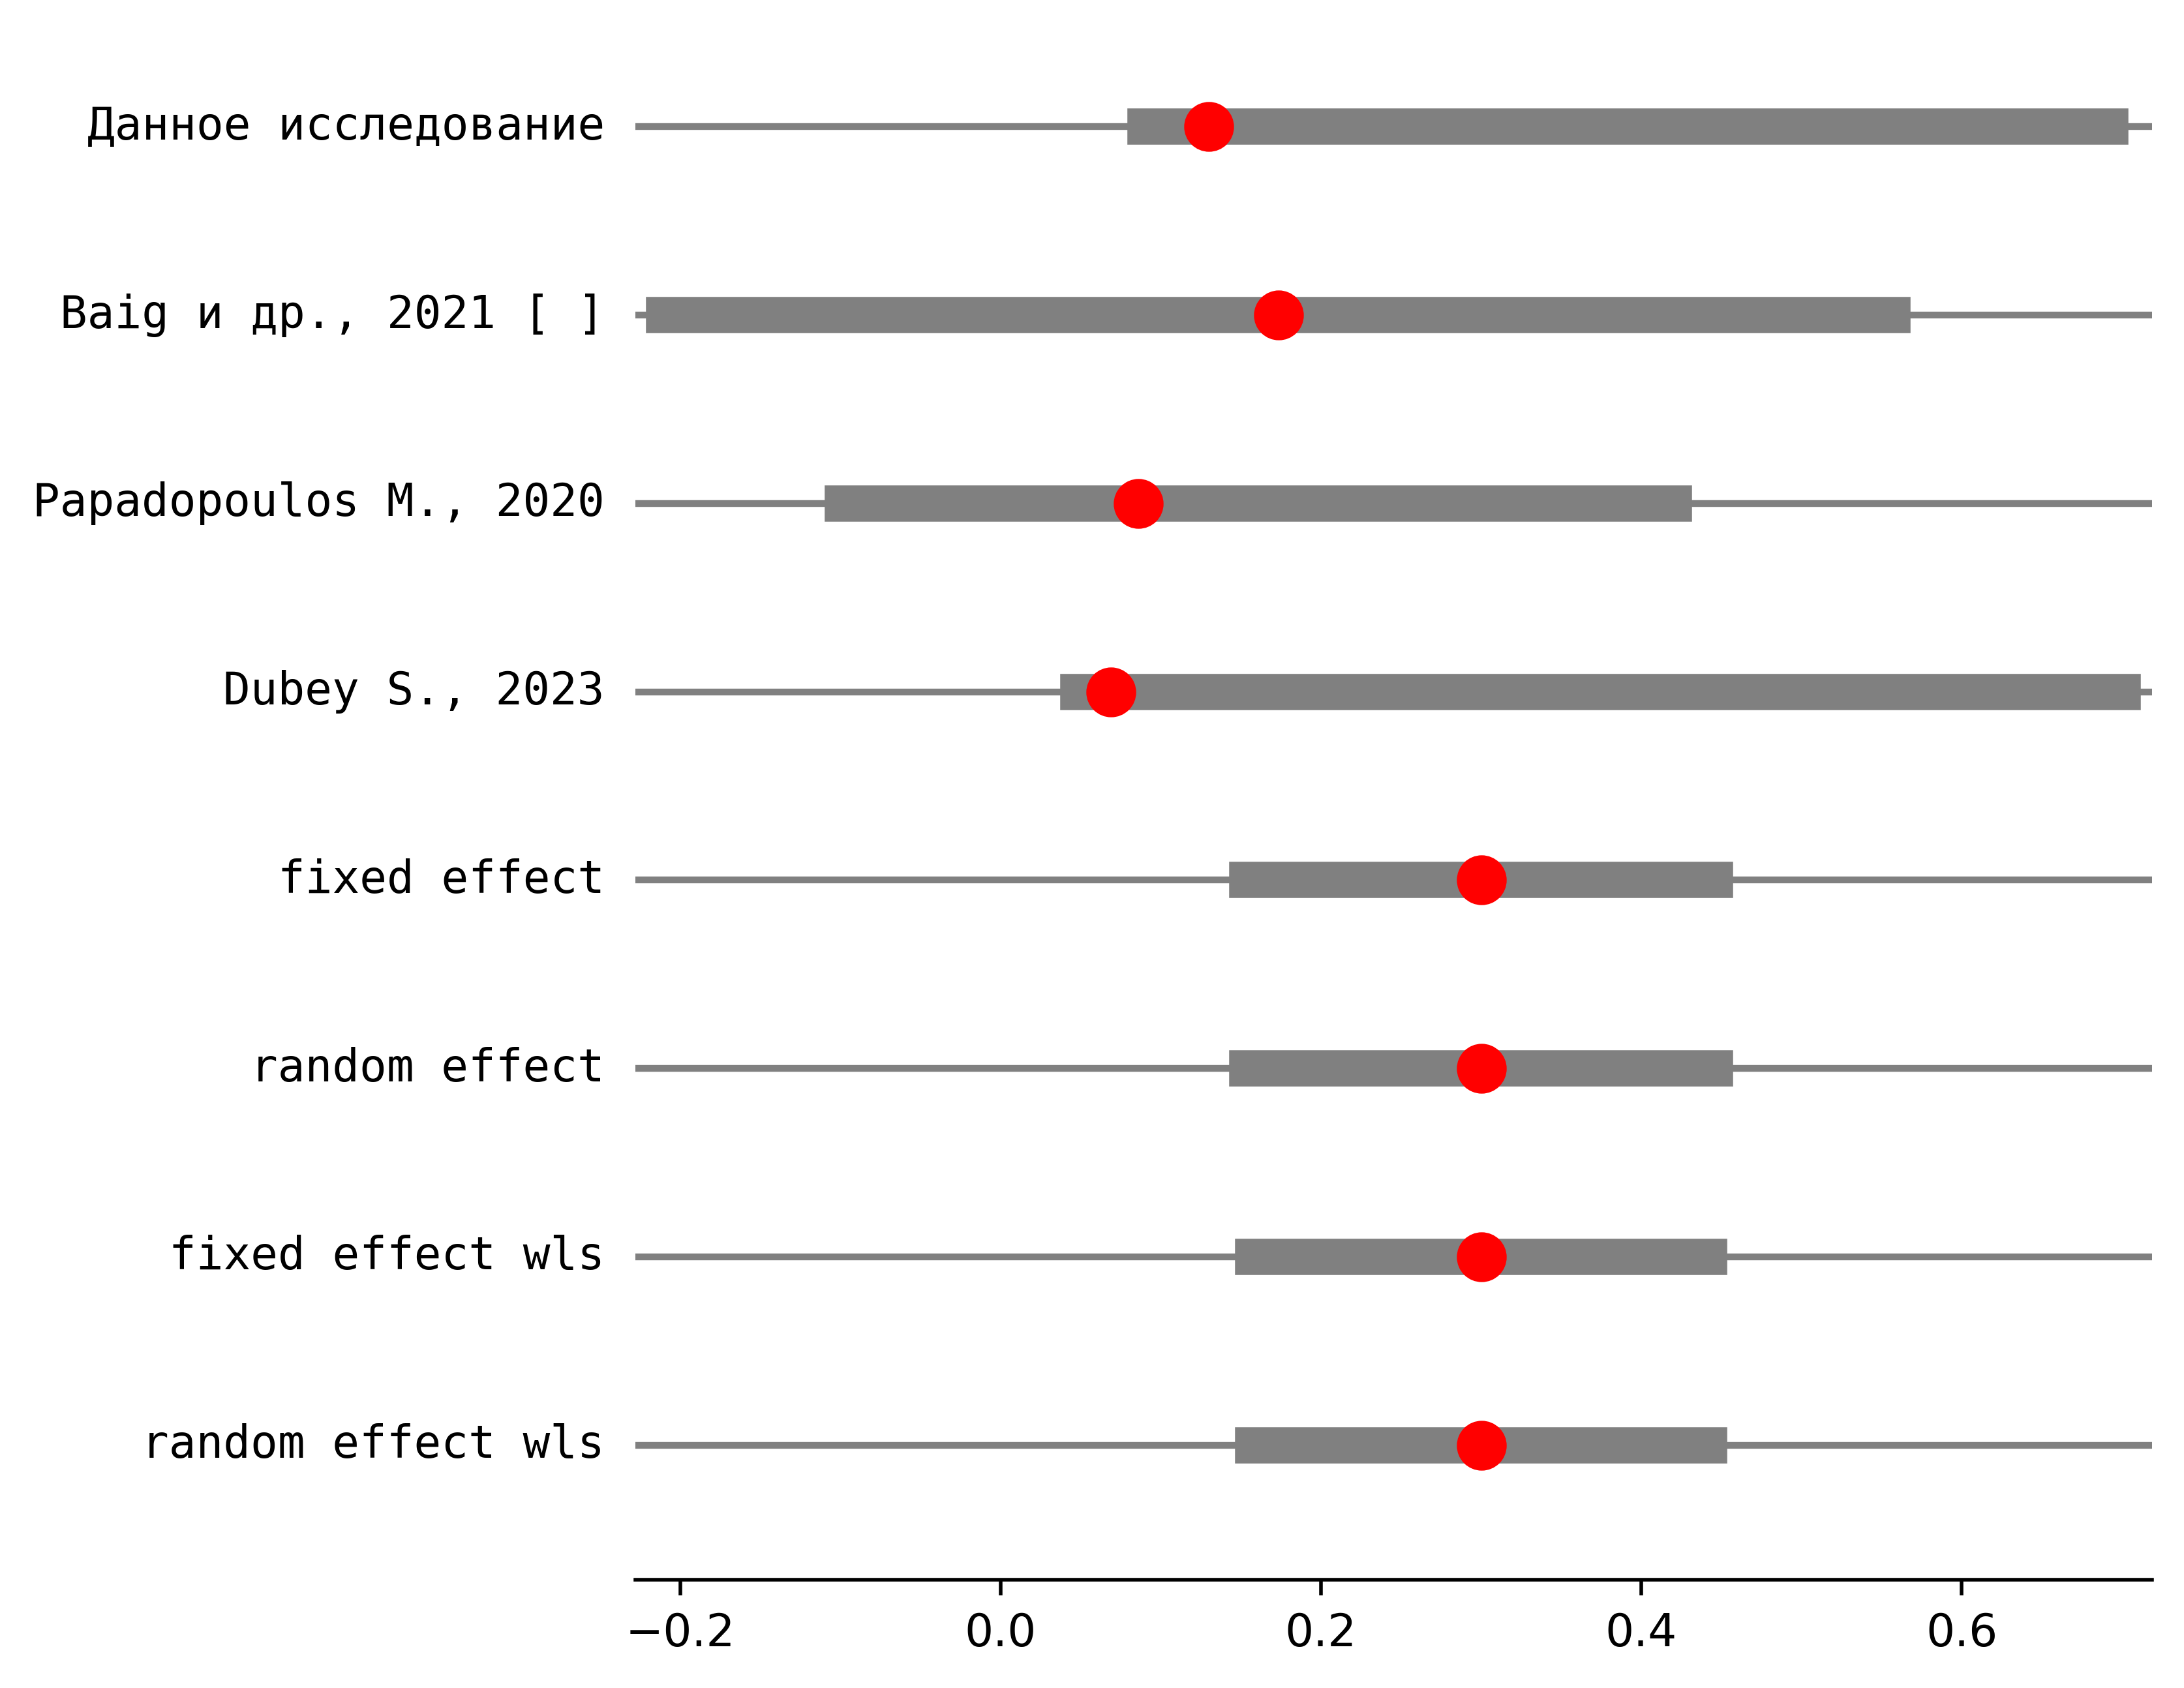 Данное исследование
Baig и др., 2021 [ ]
Papadopoulos M., 2020
Dubey S., 2023
fixed effect
random effect
fixed effect wls
random effect wls
−0.2 0.0 0.2 0.4 0.6